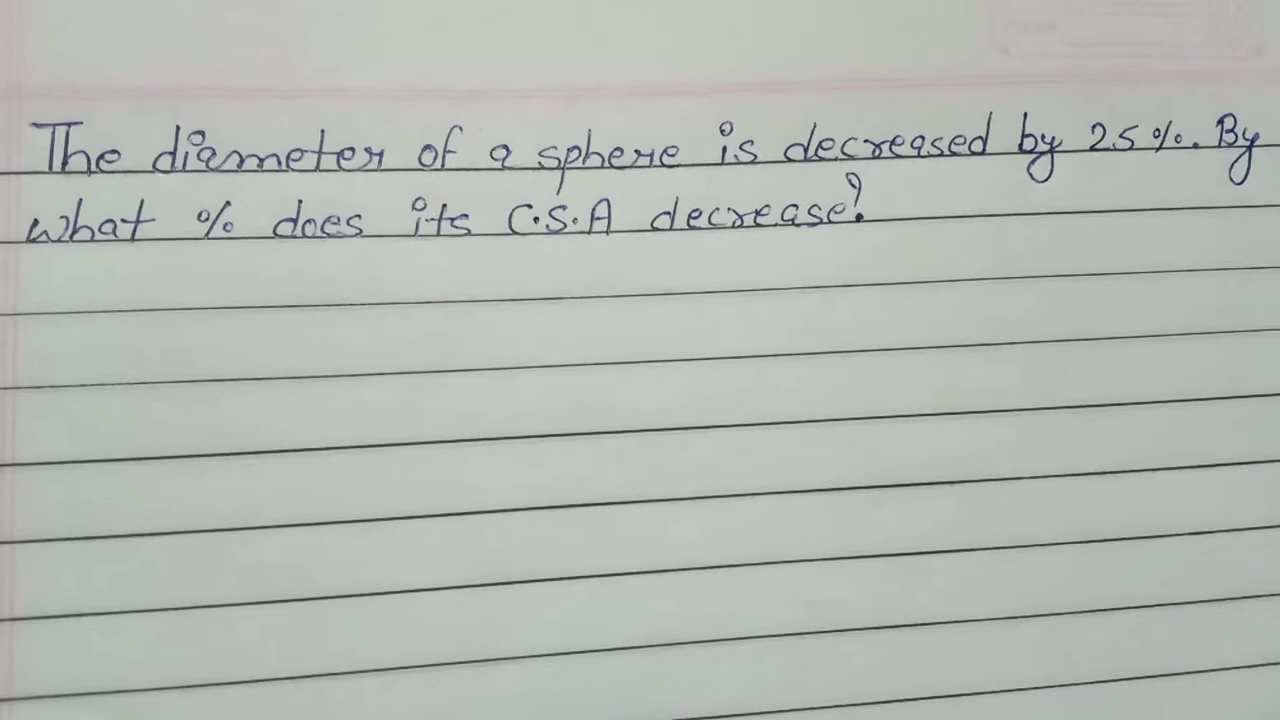 The diameter of a sphere is decreased by 25%. By
what % does its C.S.A decrease?